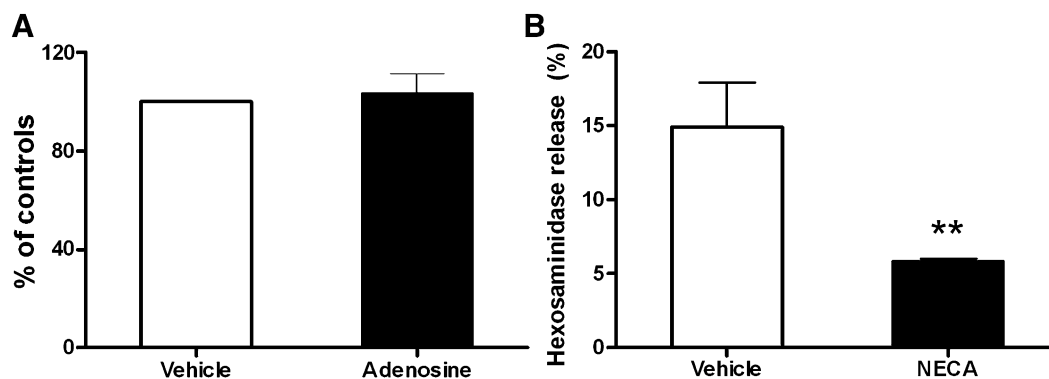 A
% of controls
120
80
40
0
Vehicle
Adenosine
B
Hexosaminidase release (%)
20
15
10
5
0
**
Vehicle
NECA